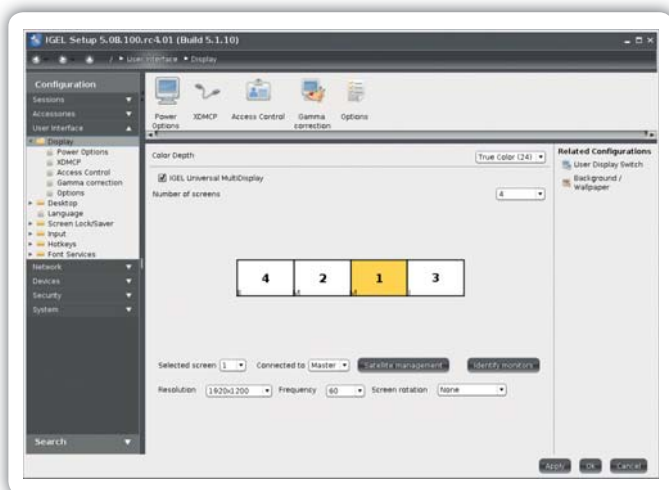 IGEL Setup 5.08.100.rc4.01 (Build 5.1.10)
/ ▸ User Interface ▸ Display
Configuration
Sessions
Accessories
User Interface
Display
Power Options
XDMCP
Access Control
Gamma correction
Options
Desktop
Language
Screen Lock/Saver
Input
Hotkeys
Font Services
Network
Devices
Security
System
Search
Power Options
XDMCP
Access Control
Gamma correction
Options
Color Depth
True Color (24)
IGEL Universal MultiDisplay
Number of screens
4
4 2 1 3
Selected screen 1 Connected to Master Satellite management Identify monitors
Resolution 1920x1200 Frequency 60 Screen rotation None
Related Configurations
User Display Switch
Background / Wallpaper
Apply Ok Cancel